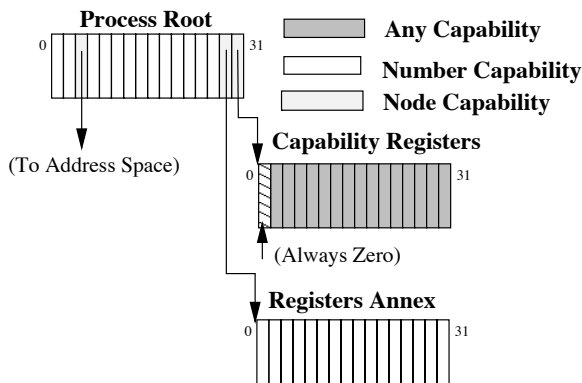 Process Root
0
31
Any Capability
Number Capability
Node Capability
(To Address Space)
Capability Registers
0
31
(Always Zero)
Registers Annex
0
31